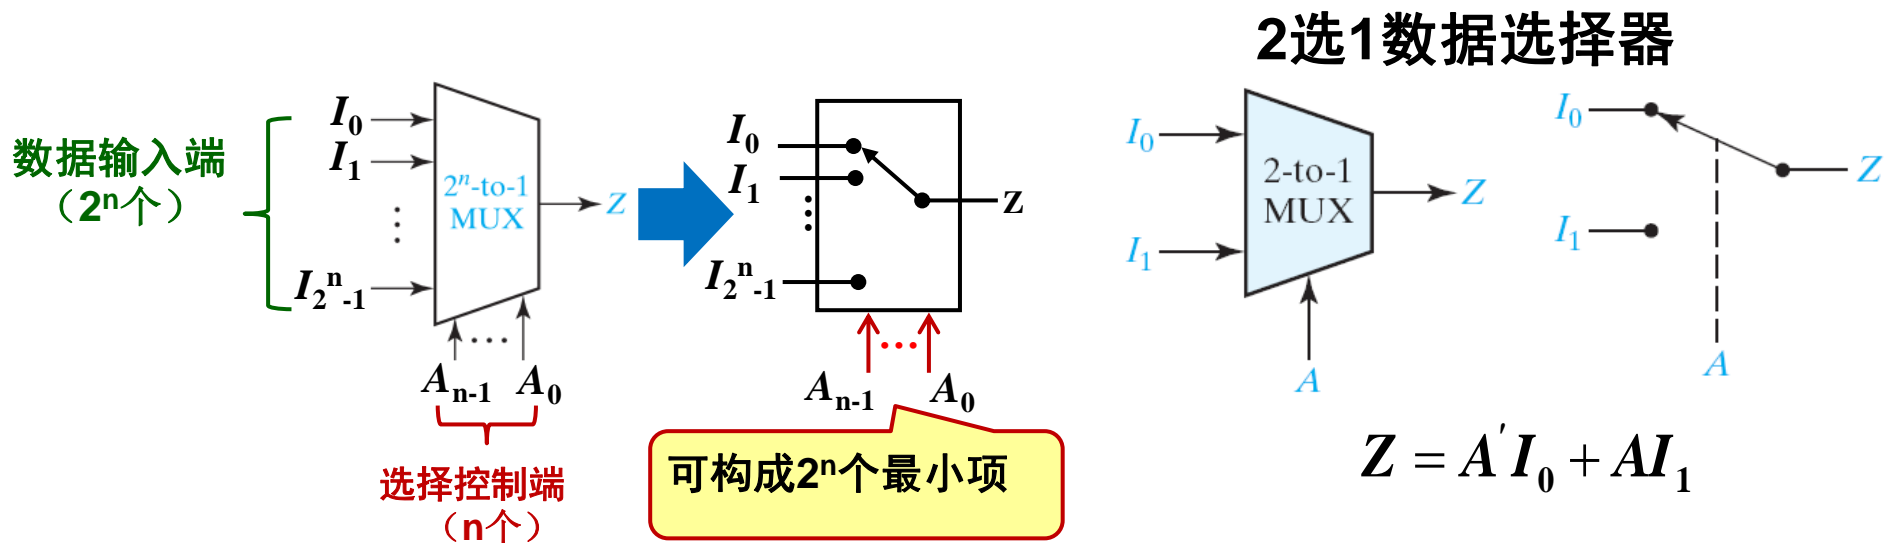 2选1数据选择器
数据输入端
（2ⁿ个）
I₀
I₁
⋮
I₂ⁿ₋₁
2ⁿ-to-1
MUX
Z
Aₙ₋₁ ··· A₀
选择控制端
（n个）
I₀
I₁
⋮
I₂ⁿ₋₁
Z
Aₙ₋₁ ··· A₀
可构成2ⁿ个最小项
I₀
I₁
2-to-1
MUX
Z
A
I₀
I₁
Z
A
Z = A'I₀ + AI₁